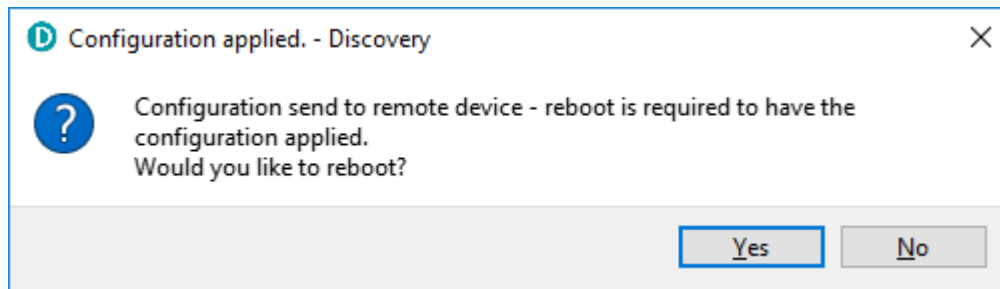 Configuration applied. - Discovery
Configuration send to remote device - reboot is required to have the
configuration applied.
Would you like to reboot?
Yes
No